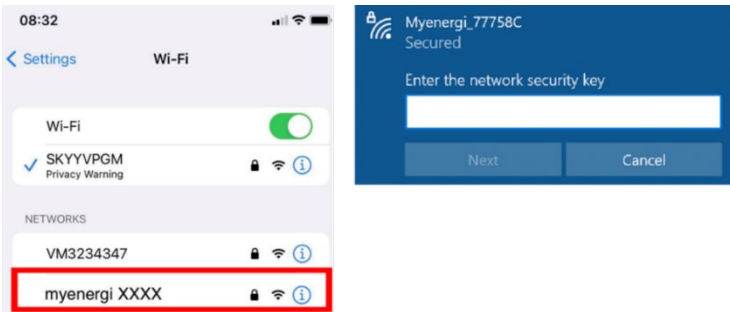 08:32
Settings
Wi-Fi
Wi-Fi
SKYYVPGM
Privacy Warning
NETWORKS
VM3234347
myenergi XXXX
Myenergi_77758C
Secured
Enter the network security key
Next
Cancel